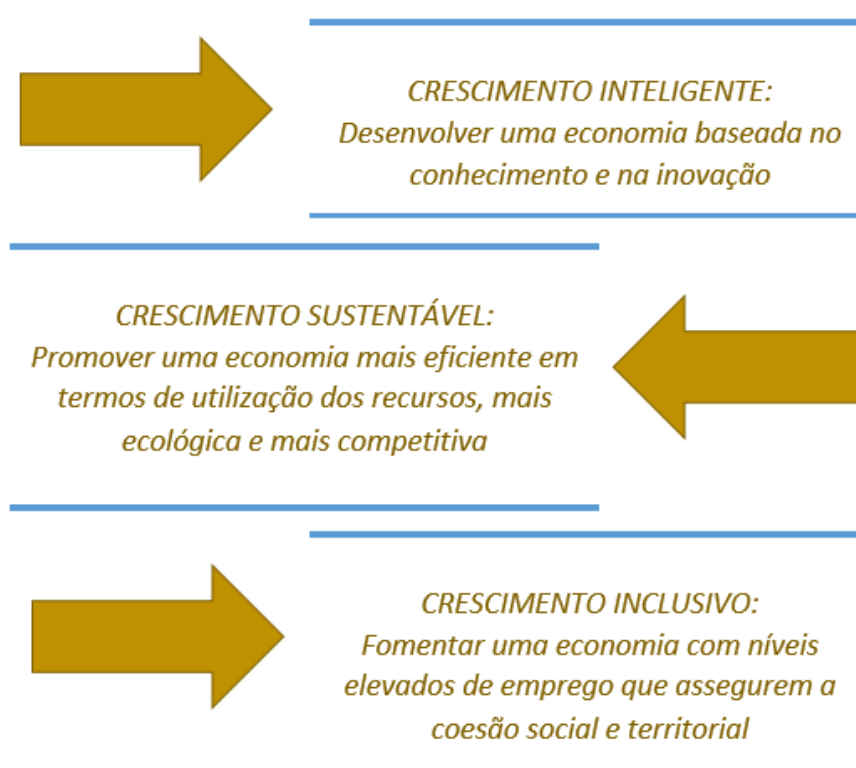 CRESCIMENTO INTELIGENTE:
Desenvolver uma economia baseada no
conhecimento e na inovação
CRESCIMENTO SUSTENTÁVEL:
Promover uma economia mais eficiente em
termos de utilização dos recursos, mais
ecológica e mais competitiva
CRESCIMENTO INCLUSIVO:
Fomentar uma economia com níveis
elevados de emprego que assegurem a
coesão social e territorial